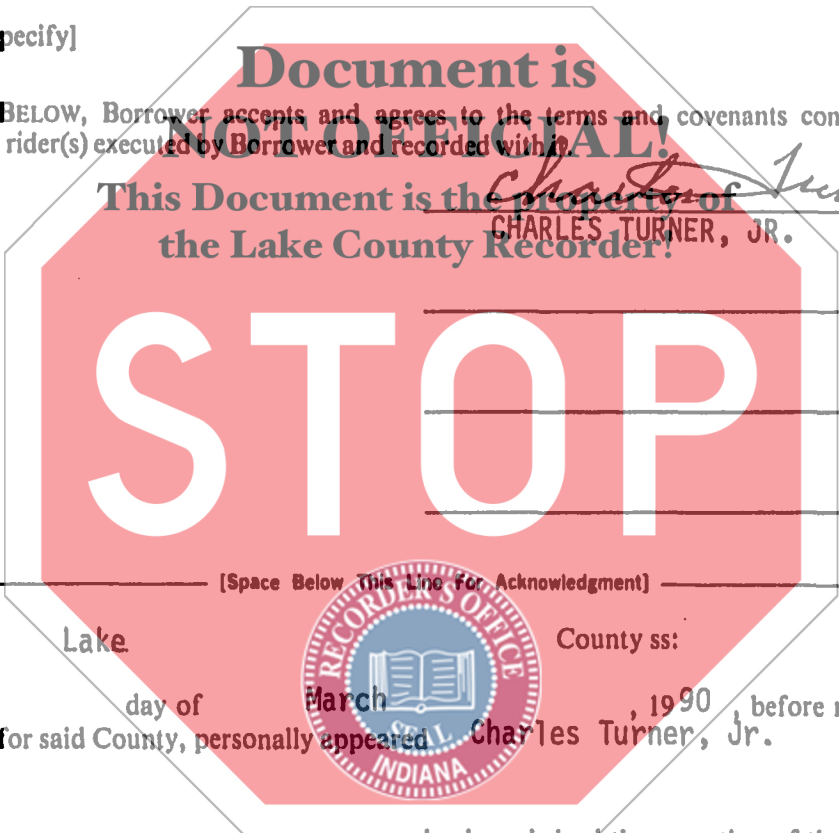 pecify]
Document is
BELOW, Borrower accepts and agrees to the terms and covenants con
NOT OFFICIAL!
rider(s) executed by Borrower and recorded with it.
This Document is the property of
CHARLES TURNER, JR.
the Lake County Recorder!
STOP
[Space Below This Line For Acknowledgment]
RECORDER'S OFFICE
Lake County ss:
day of March , 1990 , before
SEAL
for said County, personally appeared Charles Turner, Jr.
INDIANA